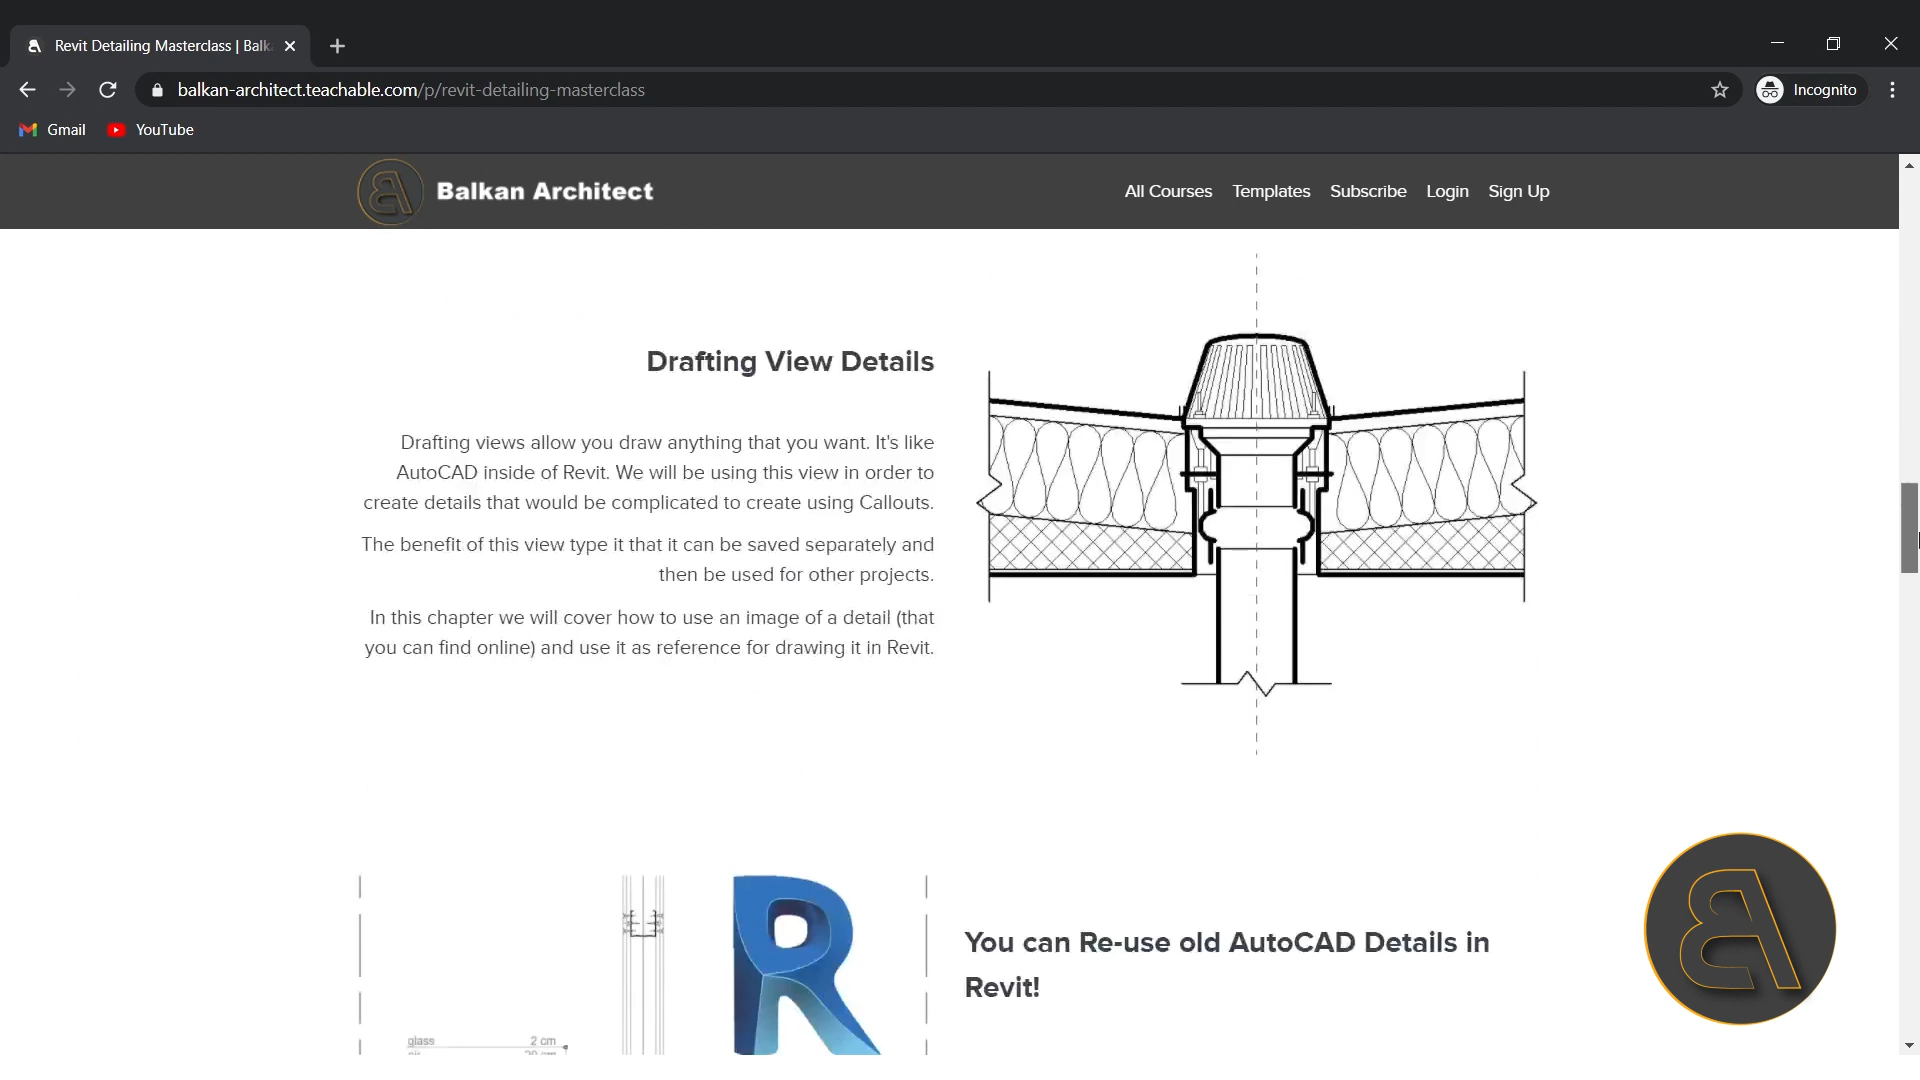 Revit Detailing Masterclass | Balk
balkan-architect.teachable.com/p/revit-detailing-masterclass
Incognito
Gmail
YouTube
Balkan Architect
All Courses
Templates
Subscribe
Login
Sign Up
Drafting View Details
Drafting views allow you draw anything that you want. It's like
AutoCAD inside of Revit. We will be using this view in order to
create details that would be complicated to create using Callouts.
The benefit of this view type it that it can be saved separately and
then be used for other projects.
In this chapter we will cover how to use an image of a detail (that
you can find online) and use it as reference for drawing it in Revit.
You can Re-use old AutoCAD Details in
Revit!
glass 2 cm